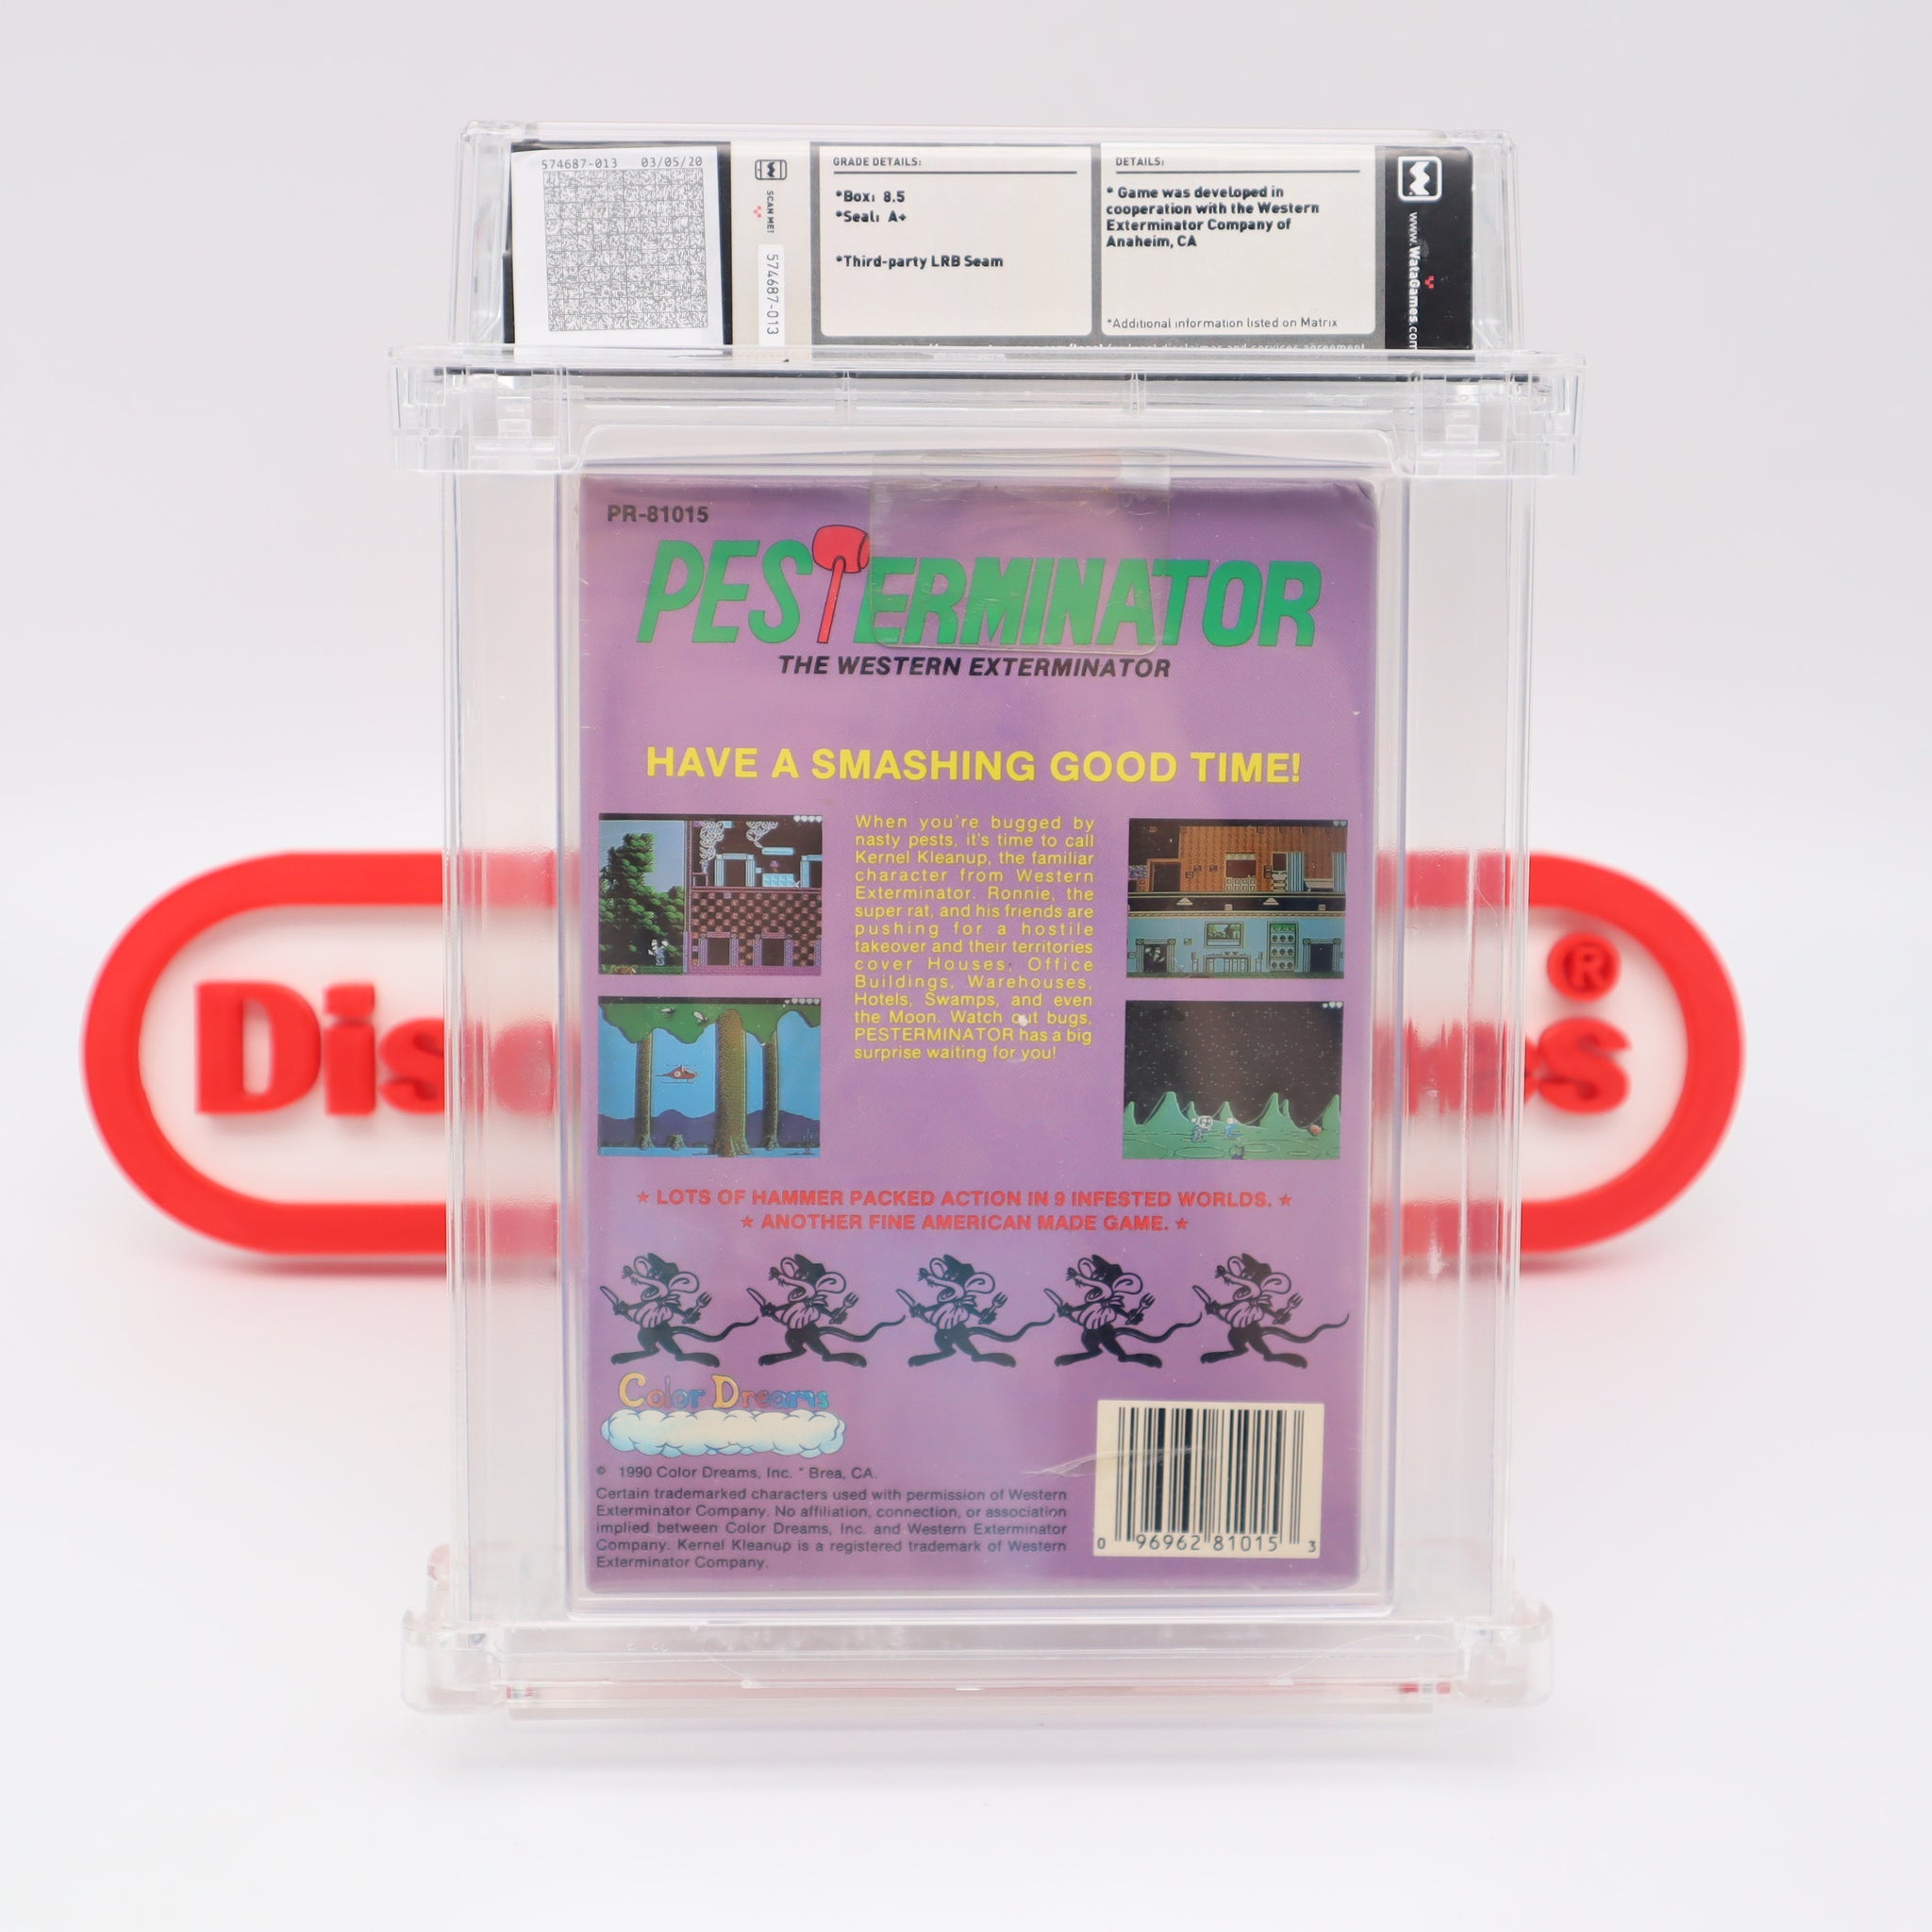 574687-013 03/05/20
SCAN ME!
574687-013
GRADE DETAILS:
*Box: 8.5
*Seal: A+
*Third-party LRB Seam
DETAILS:
* Game was developed in
cooperation with the Western
Exterminator Company of
Anaheim, CA
*Additional information listed on Matrix
www.WataGames.com
PR-81015
PESTERMINATOR
THE WESTERN EXTERMINATOR
HAVE A SMASHING GOOD TIME!
When you're bugged by
nasty pests, it's time to call
Kernel Kleanup, the familiar
character from Western
Exterminator. Ronnie, the
super rat, and his friends are
pushing for a hostile
takeover and their territories
cover Houses, Office
Buildings, Warehouses,
Hotels, Swamps, and even
the Moon. Watch out bugs,
PESTERMINATOR has a big
surprise waiting for you!
★ LOTS OF HAMMER PACKED ACTION IN 9 INFESTED WORLDS. ★
★ ANOTHER FINE AMERICAN MADE GAME. ★
Color Dreams
© 1990 Color Dreams, Inc. * Brea, CA.
Certain trademarked characters used with permission of Western
Exterminator Company. No affiliation, connection, or association
implied between Color Dreams, Inc. and Western Exterminator
Company. Kernel Kleanup is a registered trademark of Western
Exterminator Company.
0 96962 81015 3
Dis
es
®